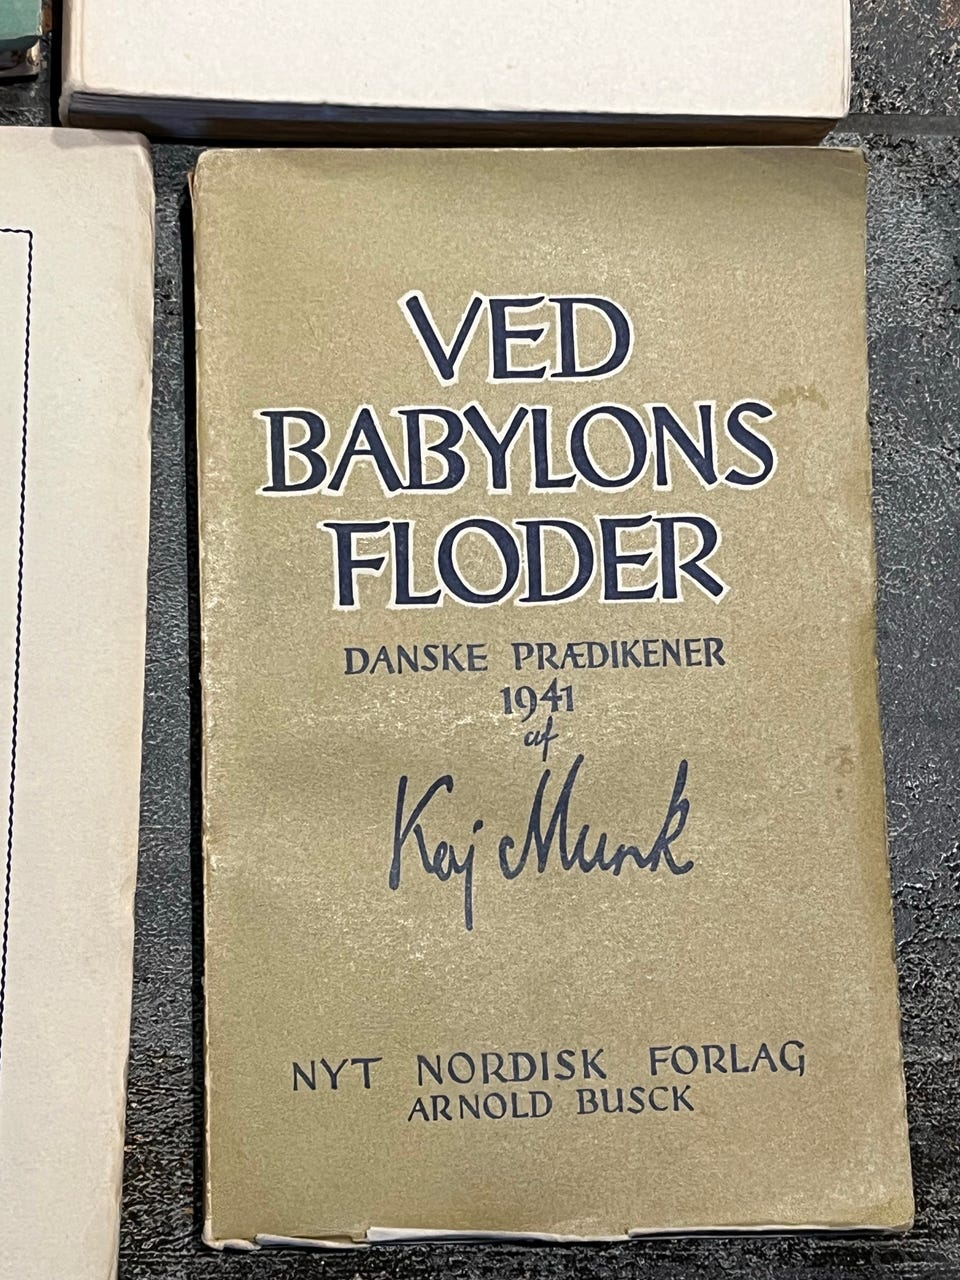 VED
BABYLONS
FLODER
DANSKE PRÆDIKENER
1941
af
Kaj Munk
NYT NORDISK FORLAG
ARNOLD BUSCK